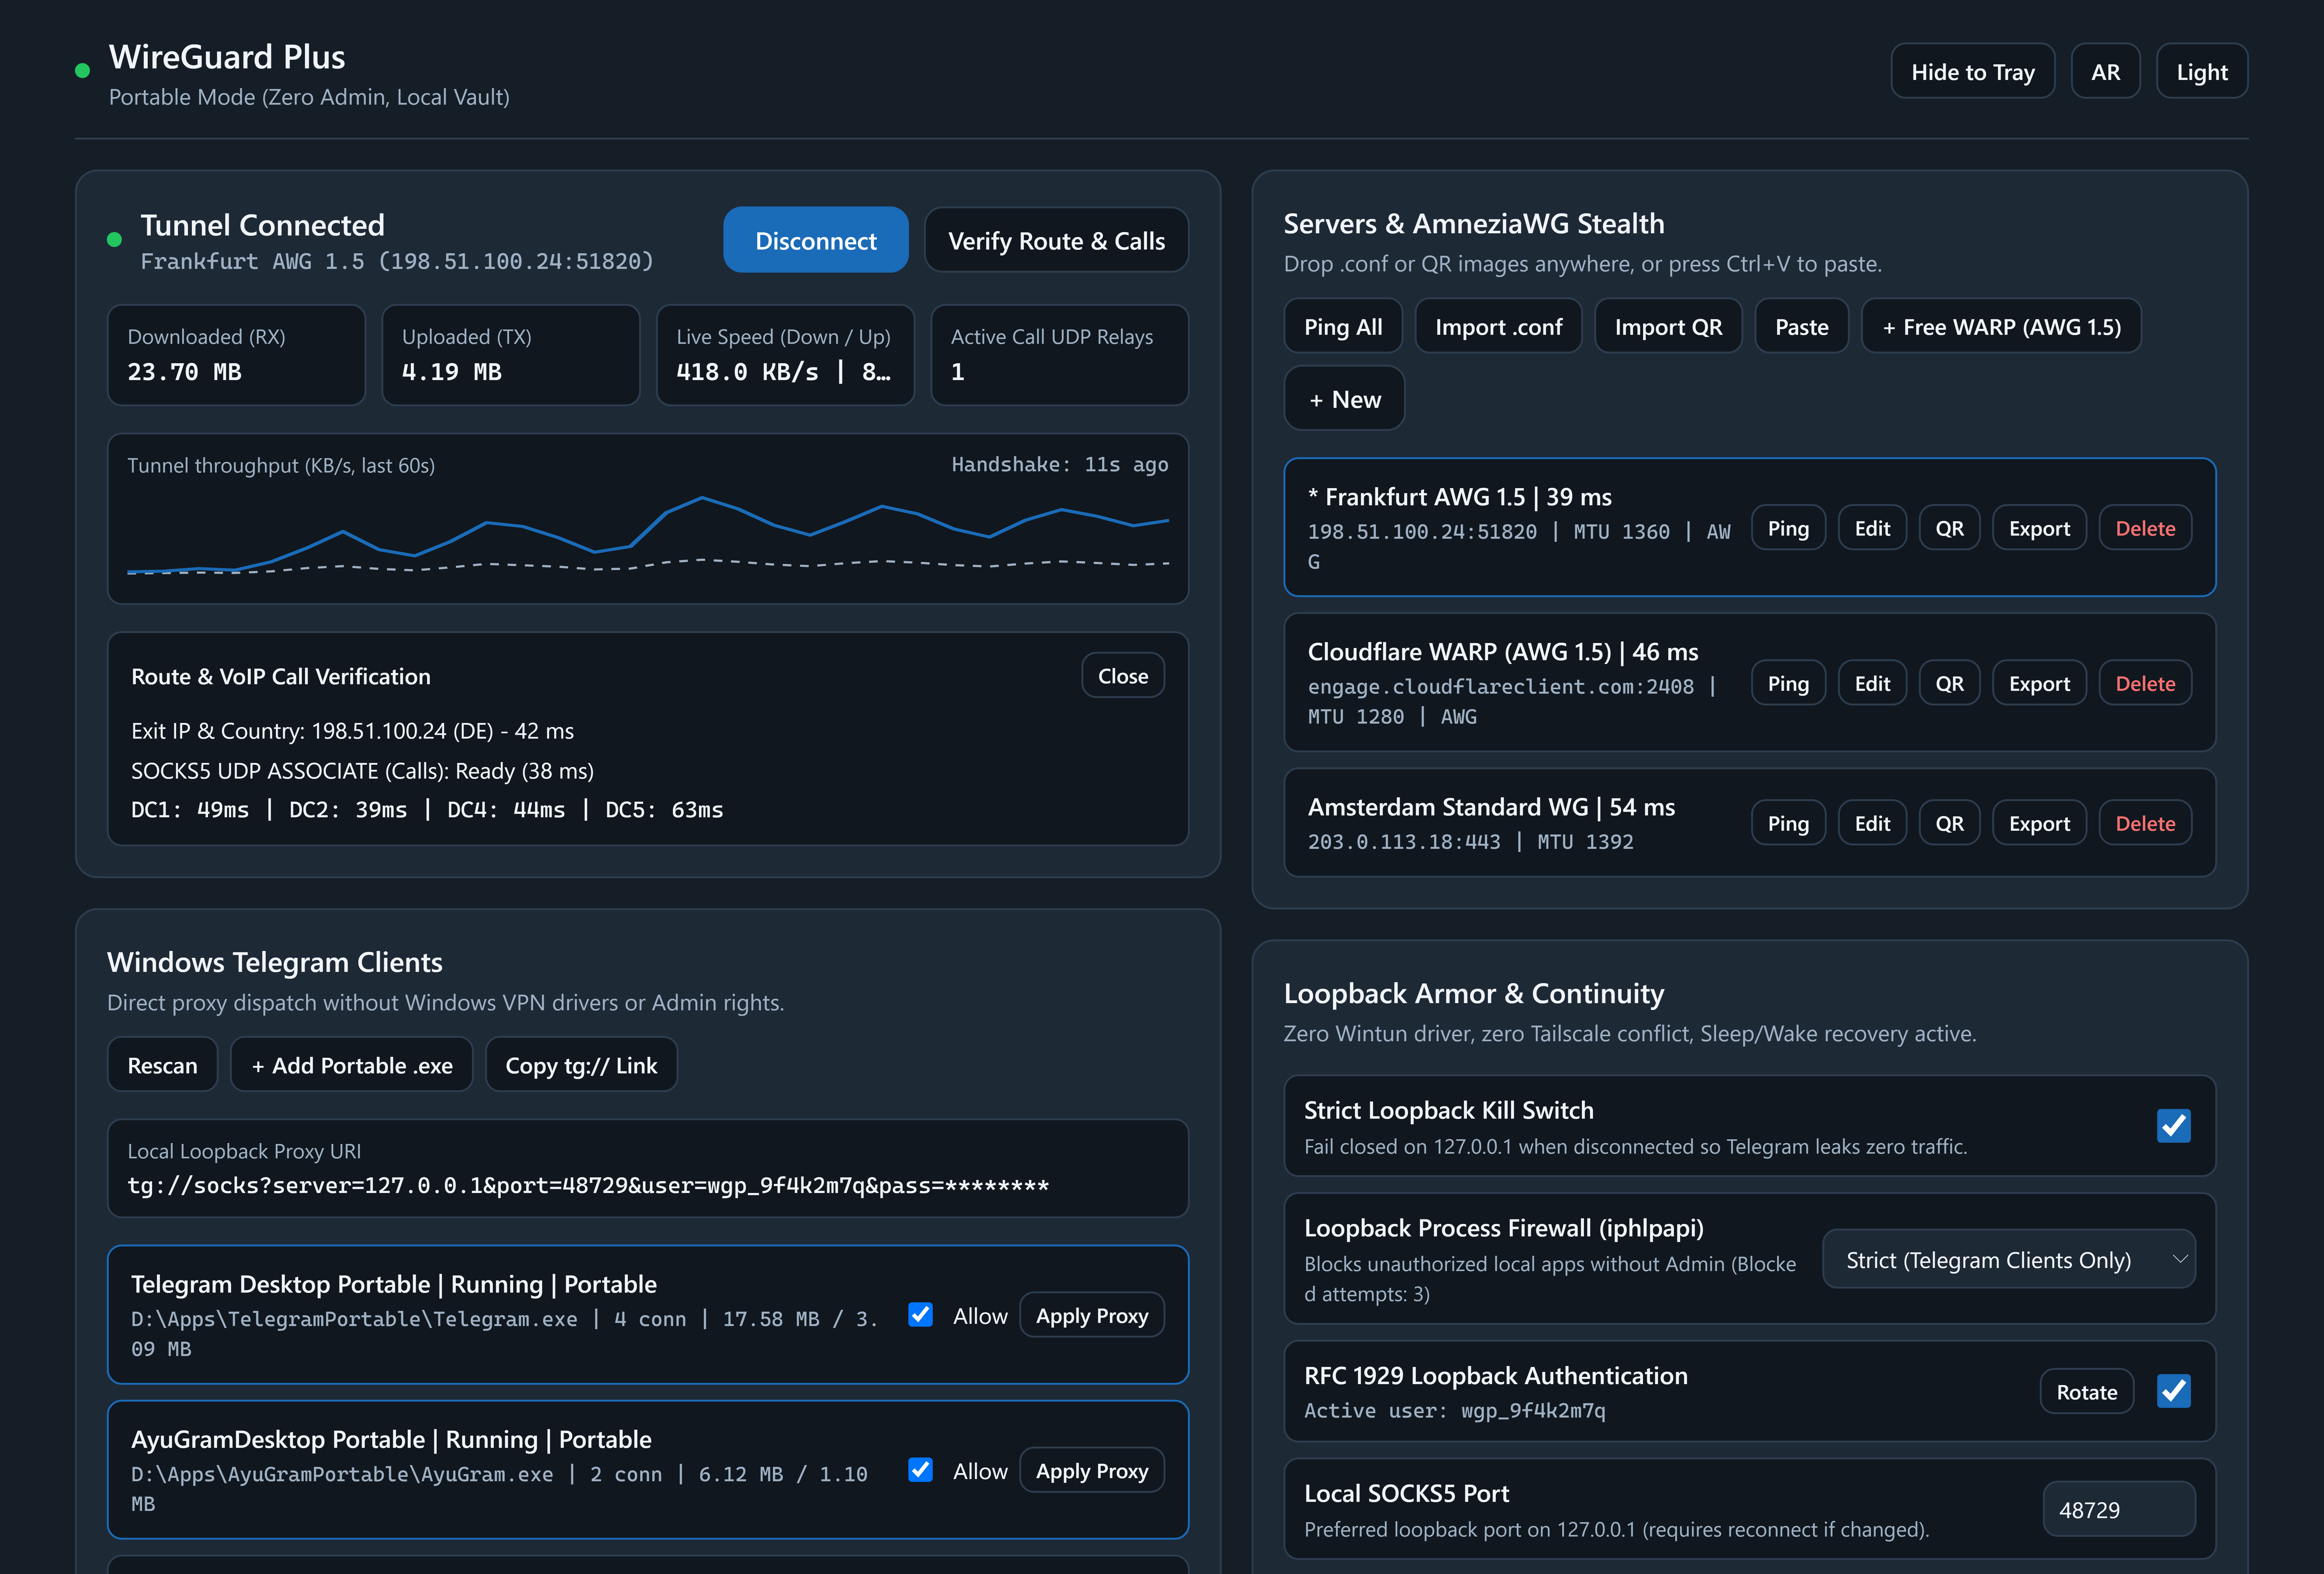 WireGuard Plus
Portable Mode (Zero Admin, Local Vault)
Hide to Tray
AR
Light
Tunnel Connected
Frankfurt AWG 1.5 (198.51.100.24:51820)
Disconnect
Verify Route & Calls
Downloaded (RX)
23.70 MB
Uploaded (TX)
4.19 MB
Live Speed (Down / Up)
418.0 KB/s | 8…
Active Call UDP Relays
1
Tunnel throughput (KB/s, last 60s)
Handshake: 11s ago
Route & VoIP Call Verification
Close
Exit IP & Country: 198.51.100.24 (DE) - 42 ms
SOCKS5 UDP ASSOCIATE (Calls): Ready (38 ms)
DC1: 49ms | DC2: 39ms | DC4: 44ms | DC5: 63ms
Servers & AmneziaWG Stealth
Drop .conf or QR images anywhere, or press Ctrl+V to paste.
Ping All
Import .conf
Import QR
Paste
+ Free WARP (AWG 1.5)
+ New
* Frankfurt AWG 1.5 | 39 ms
198.51.100.24:51820 | MTU 1360 | AW
G
Ping
Edit
QR
Export
Delete
Cloudflare WARP (AWG 1.5) | 46 ms
engage.cloudflareclient.com:2408 |
MTU 1280 | AWG
Ping
Edit
QR
Export
Delete
Amsterdam Standard WG | 54 ms
203.0.113.18:443 | MTU 1392
Ping
Edit
QR
Export
Delete
Windows Telegram Clients
Direct proxy dispatch without Windows VPN drivers or Admin rights.
Rescan
+ Add Portable .exe
Copy tg:// Link
Local Loopback Proxy URI
tg://socks?server=127.0.0.1&port=48729&user=wgp_9f4k2m7q&pass=********
Telegram Desktop Portable | Running | Portable
D:\Apps\TelegramPortable\Telegram.exe | 4 conn | 17.58 MB / 3.
09 MB
Allow
Apply Proxy
AyuGramDesktop Portable | Running | Portable
D:\Apps\AyuGramPortable\AyuGram.exe | 2 conn | 6.12 MB / 1.10
MB
Allow
Apply Proxy
Loopback Armor & Continuity
Zero Wintun driver, zero Tailscale conflict, Sleep/Wake recovery active.
Strict Loopback Kill Switch
Fail closed on 127.0.0.1 when disconnected so Telegram leaks zero traffic.
Loopback Process Firewall (iphlpapi)
Blocks unauthorized local apps without Admin (Blocke
d attempts: 3)
Strict (Telegram Clients Only)
RFC 1929 Loopback Authentication
Active user: wgp_9f4k2m7q
Rotate
Local SOCKS5 Port
Preferred loopback port on 127.0.0.1 (requires reconnect if changed).
48729